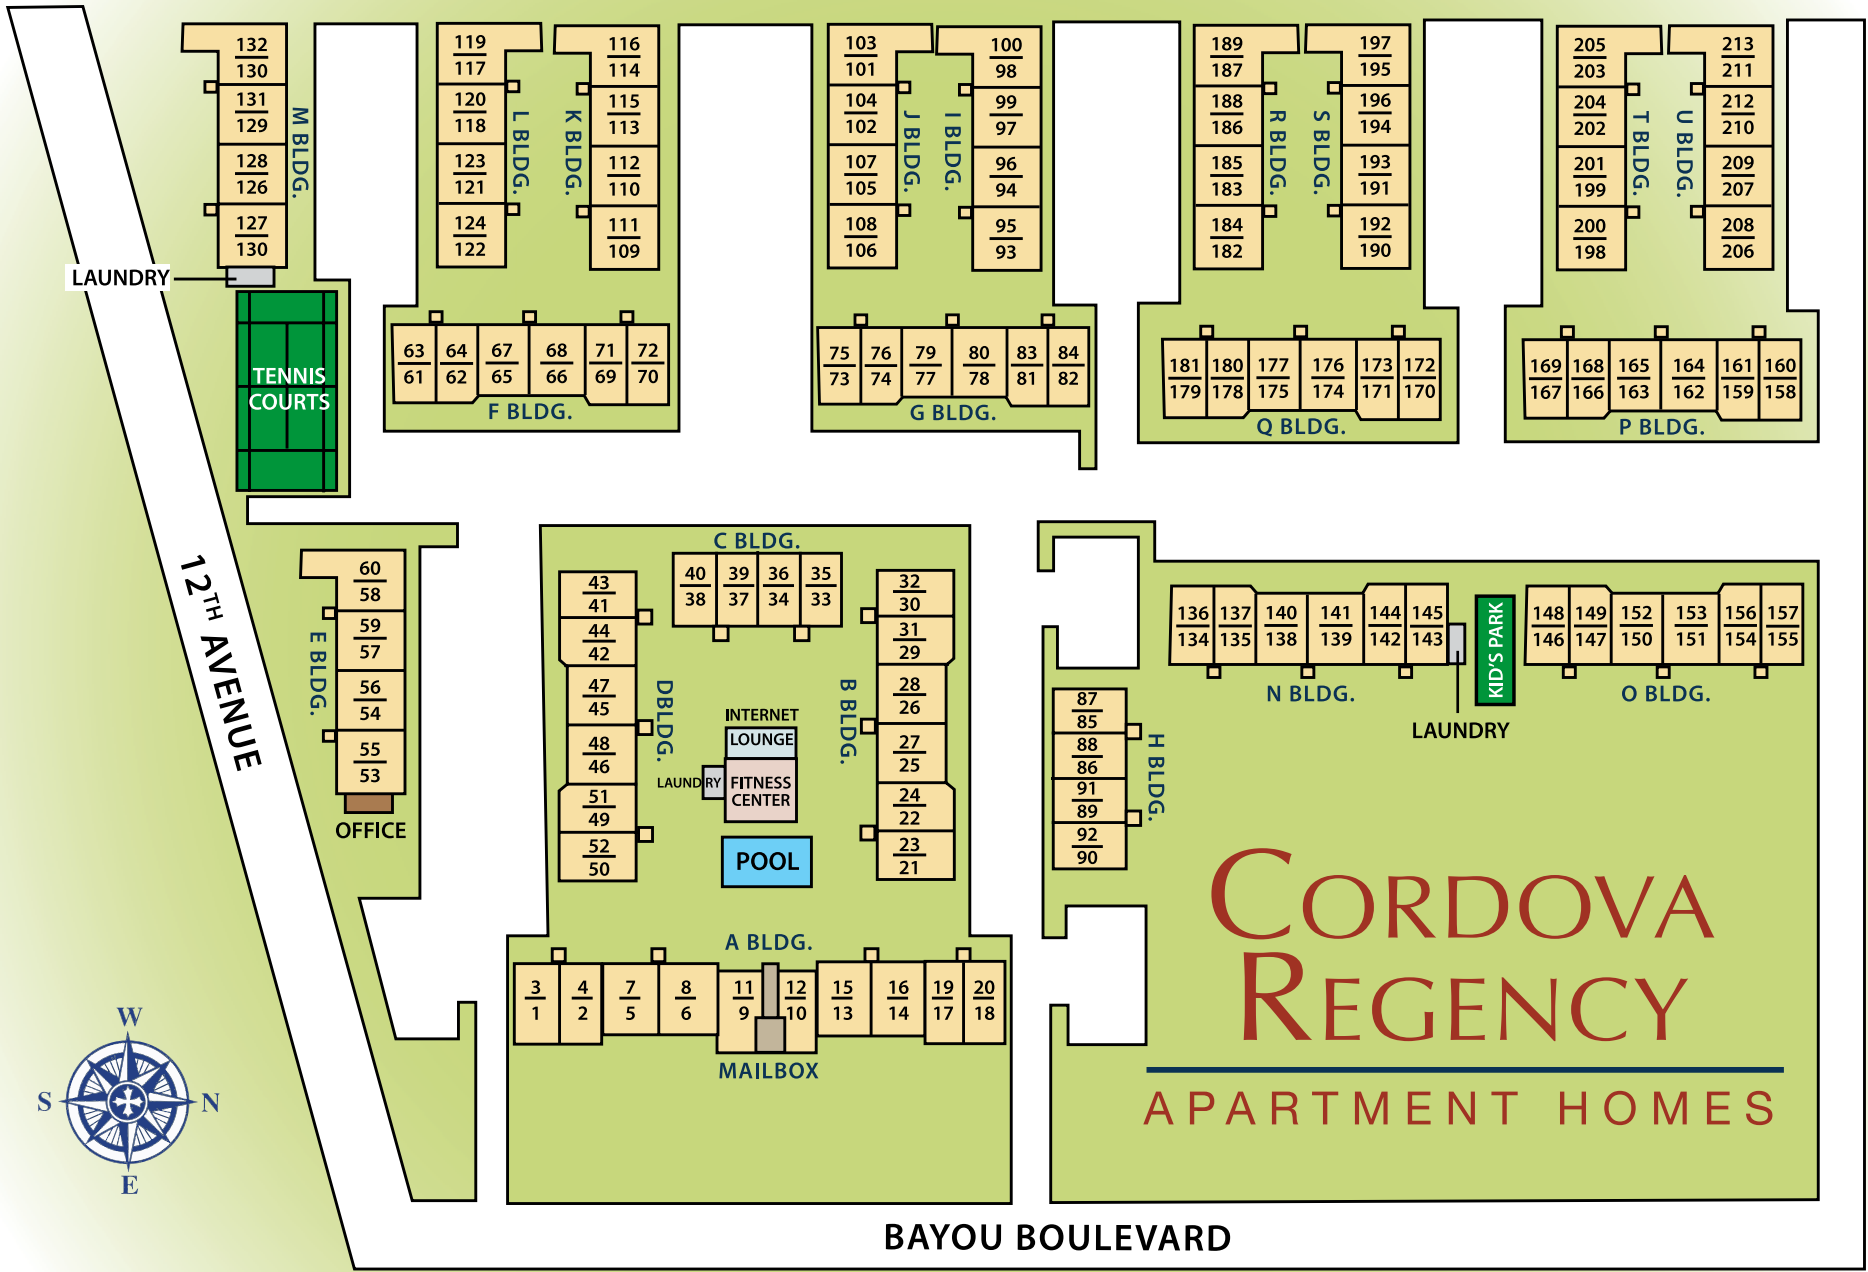 132
130
131
129
128
126
127
130
M BLDG.
LAUNDRY
TENNIS
COURTS
119
117
120
118
123
121
124
122
L BLDG.
K BLDG.
116
114
115
113
112
110
111
109
103
101
104
102
107
105
108
106
J BLDG.
I BLDG.
100
98
99
97
96
94
95
93
189
187
188
186
185
183
184
182
R BLDG.
S BLDG.
197
195
196
194
193
191
192
190
205
203
204
202
201
199
200
198
T BLDG.
U BLDG.
213
211
212
210
209
207
208
206
63 64 67 68 71 72
61 62 65 66 69 70
F BLDG.
75 76 79 80 83 84
73 74 77 78 81 82
G BLDG.
181 180 177 176 173 172
179 178 175 174 171 170
Q BLDG.
169 168 165 164 161 160
167 166 163 162 159 158
P BLDG.
12TH AVENUE
60
58
59
57
56
54
55
53
E BLDG.
OFFICE
C BLDG.
40 39 36 35
38 37 34 33
43
41
44
42
47
45
48
46
51
49
52
50
DBLDG.
INTERNET
LOUNGE
LAUNDRY
FITNESS
CENTER
POOL
B BLDG.
32
30
31
29
28
26
27
25
24
22
23
21
A BLDG.
3 4 7 8 11 12 15 16 19 20
1 2 5 6 9 10 13 14 17 18
MAILBOX
87
85
88
86
91
89
92
90
H BLDG.
136 137 140 141 144 145
134 135 138 139 142 143
N BLDG.
LAUNDRY
KID'S PARK
148 149 152 153 156 157
146 147 150 151 154 155
O BLDG.
CORDOVA
REGENCY
APARTMENT HOMES
W
S
N
E
BAYOU BOULEVARD